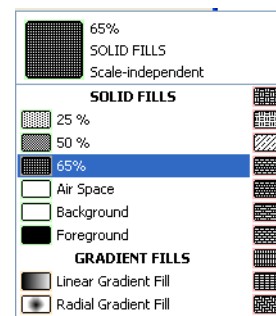 65%
SOLID FILLS
Scale-independent
SOLID FILLS
25 %
50 %
65%
Air Space
Background
Foreground
GRADIENT FILLS
Linear Gradient Fill
Radial Gradient Fill